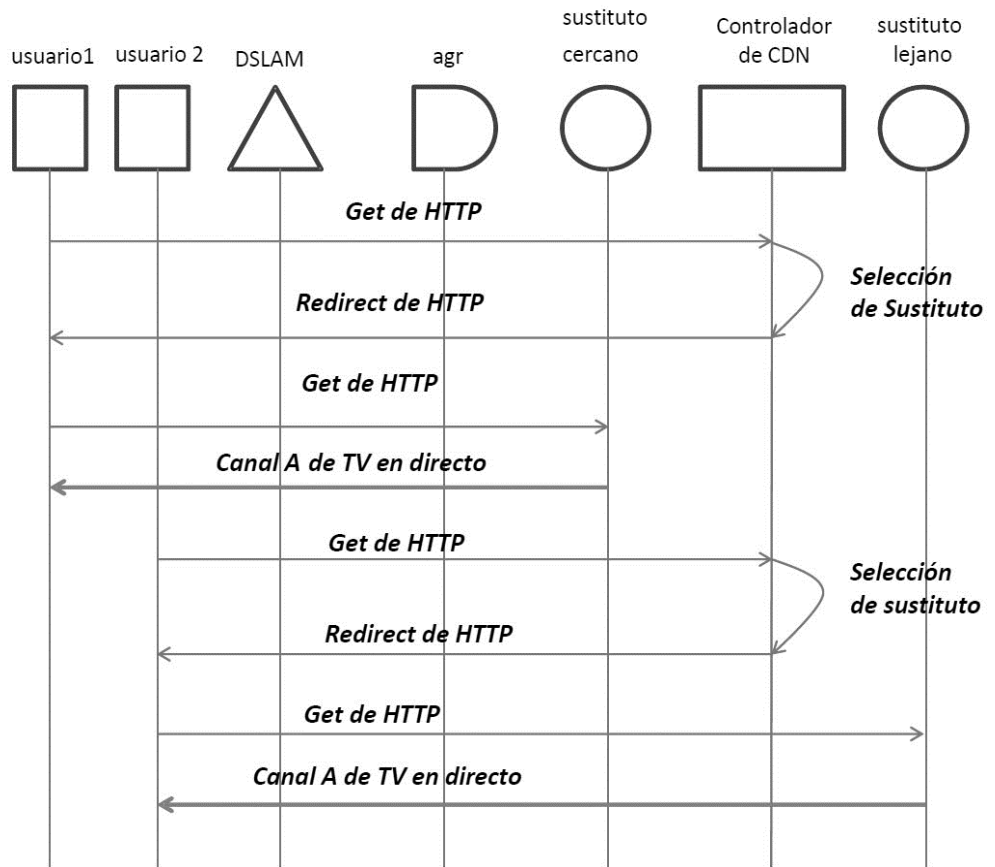 usuario1
usuario 2
DSLAM
agr
sustituto
cercano
Controlador
de CDN
sustituto
lejano
Get de HTTP
Selección
de Sustituto
Redirect de HTTP
Get de HTTP
Canal A de TV en directo
Get de HTTP
Selección
de sustituto
Redirect de HTTP
Get de HTTP
Canal A de TV en directo